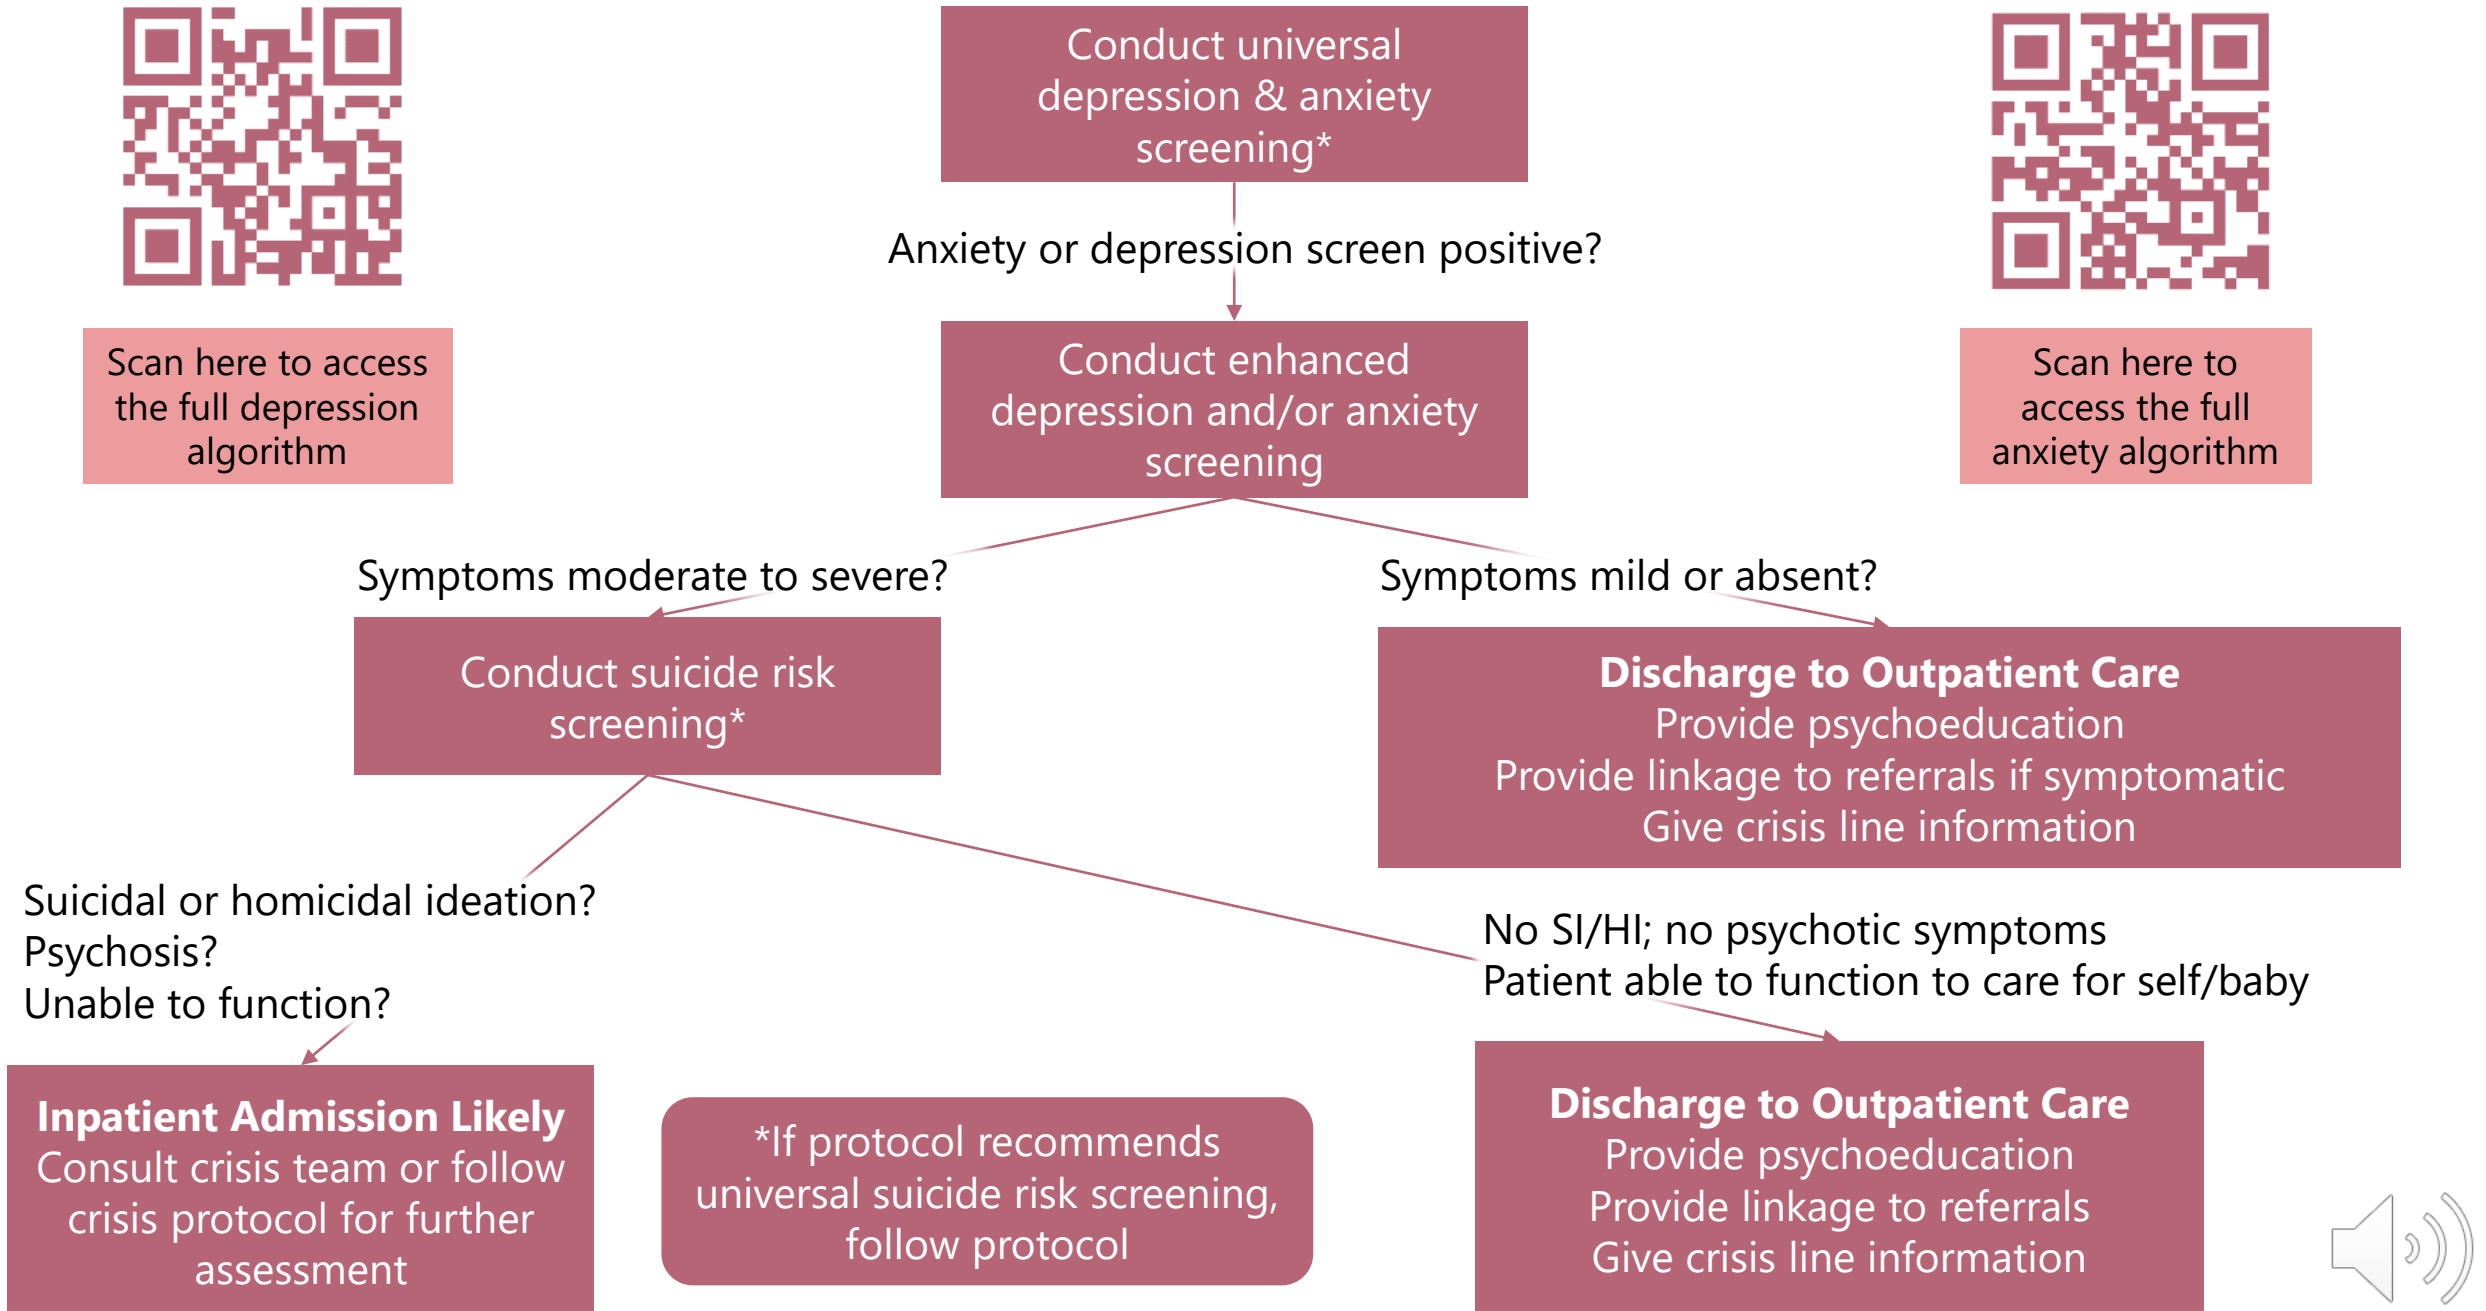 Conduct universal
depression & anxiety
screening*
Anxiety or depression screen positive?
Scan here to access
the full depression
algorithm
Conduct enhanced
depression and/or anxiety
screening
Scan here to
access the full
anxiety algorithm
Symptoms moderate to severe?
Symptoms mild or absent?
Conduct suicide risk
screening*
Discharge to Outpatient Care
Provide psychoeducation
Provide linkage to referrals if symptomatic
Give crisis line information
Suicidal or homicidal ideation?
Psychosis?
Unable to function?
No SI/HI; no psychotic symptoms
Patient able to function to care for self/baby
Inpatient Admission Likely
Consult crisis team or follow
crisis protocol for further
assessment
*If protocol recommends
universal suicide risk screening,
follow protocol
Discharge to Outpatient Care
Provide psychoeducation
Provide linkage to referrals
Give crisis line information